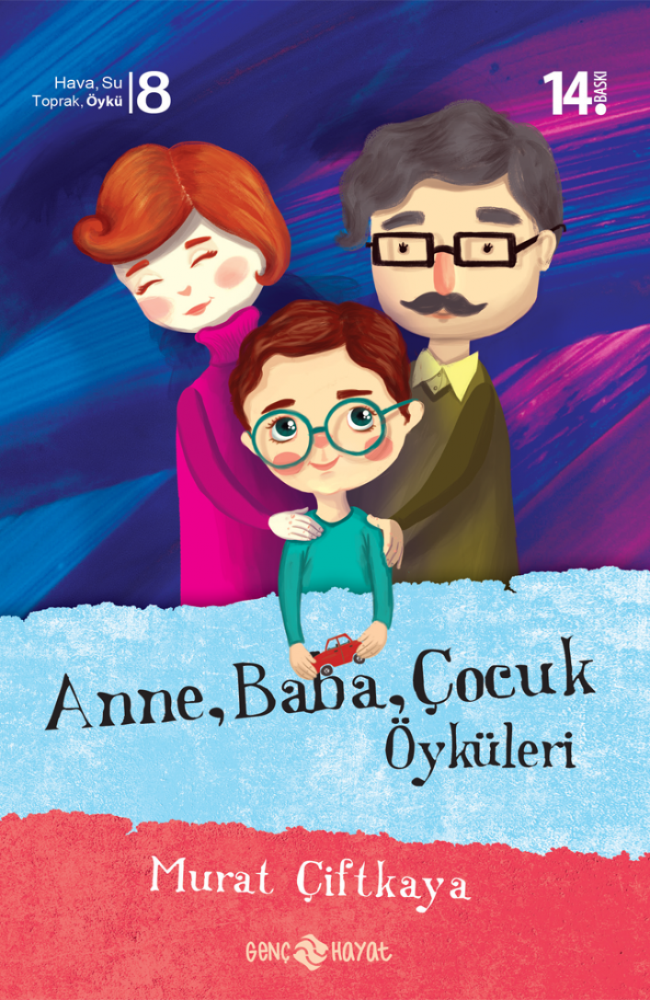 Hava, Su
Toprak, Öykü
8
14.
BASKI
Anne, Baba, Çocuk
Öyküleri
Murat Çiftkaya
GENÇ HAYAT